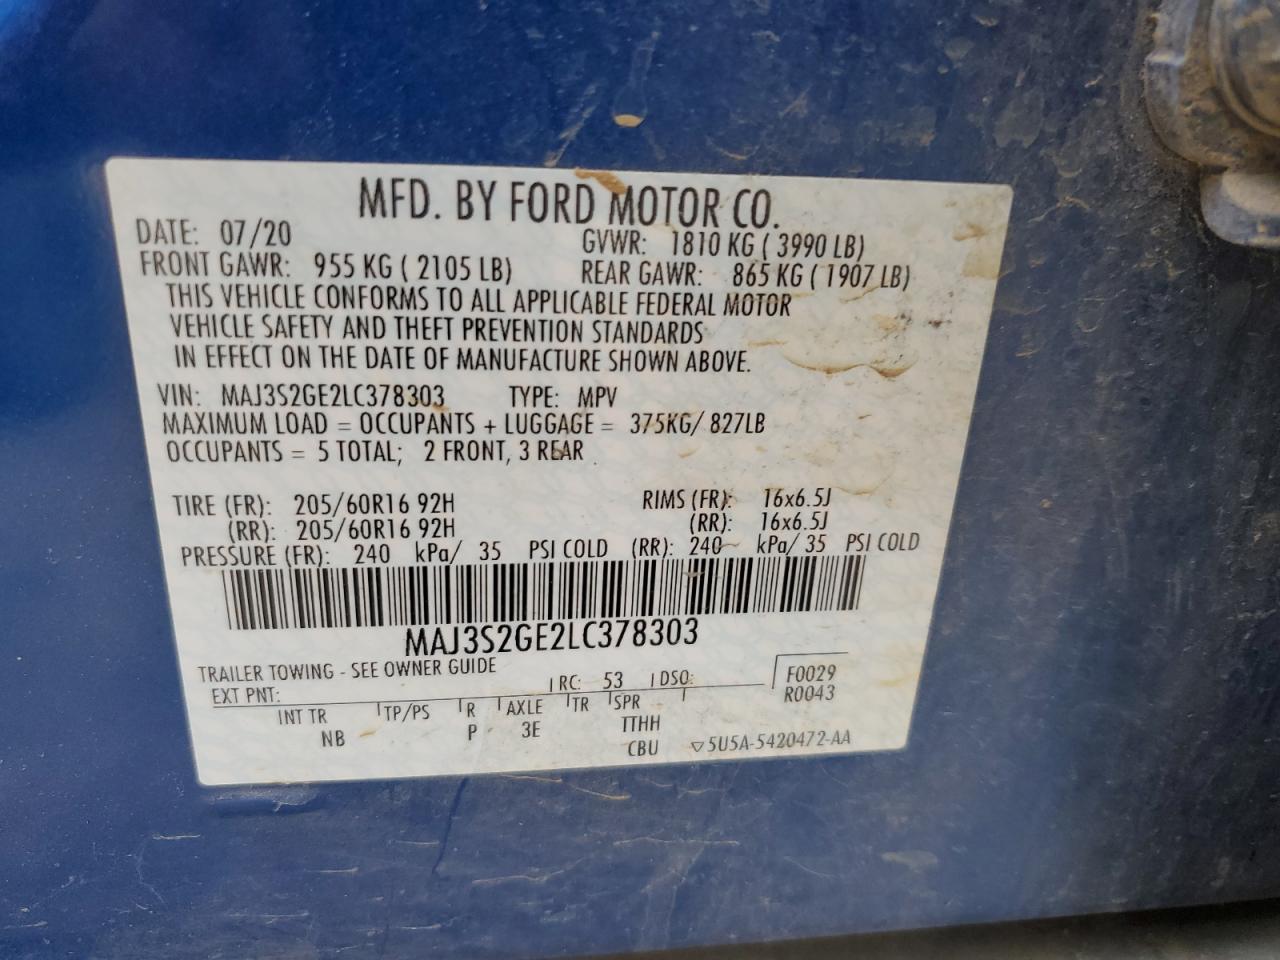 MFD. BY FORD MOTOR CO.
DATE: 07/20 GVWR: 1810 KG ( 3990 LB)
FRONT GAWR: 955 KG ( 2105 LB) REAR GAWR: 865 KG ( 1907 LB)
THIS VEHICLE CONFORMS TO ALL APPLICABLE FEDERAL MOTOR
VEHICLE SAFETY AND THEFT PREVENTION STANDARDS
IN EFFECT ON THE DATE OF MANUFACTURE SHOWN ABOVE.
VIN: MAJ3S2GE2LC378303 TYPE: MPV
MAXIMUM LOAD = OCCUPANTS + LUGGAGE = 375KG/ 827LB
OCCUPANTS = 5 TOTAL; 2 FRONT, 3 REAR
TIRE (FR): 205/60R16 92H RIMS (FR): 16x6.5J
(RR): 205/60R16 92H (RR): 16x6.5J
PRESSURE (FR): 240 kPa/ 35 PSI COLD (RR): 240 kPa/ 35 PSI COLD
MAJ3S2GE2LC378303
TRAILER TOWING - SEE OWNER GUIDE
EXT PNT: RC: 53 DSO: F0029
R0043
INT TR TP/PS R AXLE TR SPR
NB P 3E TTHH
CBU ▽5U5A-5420472-AA